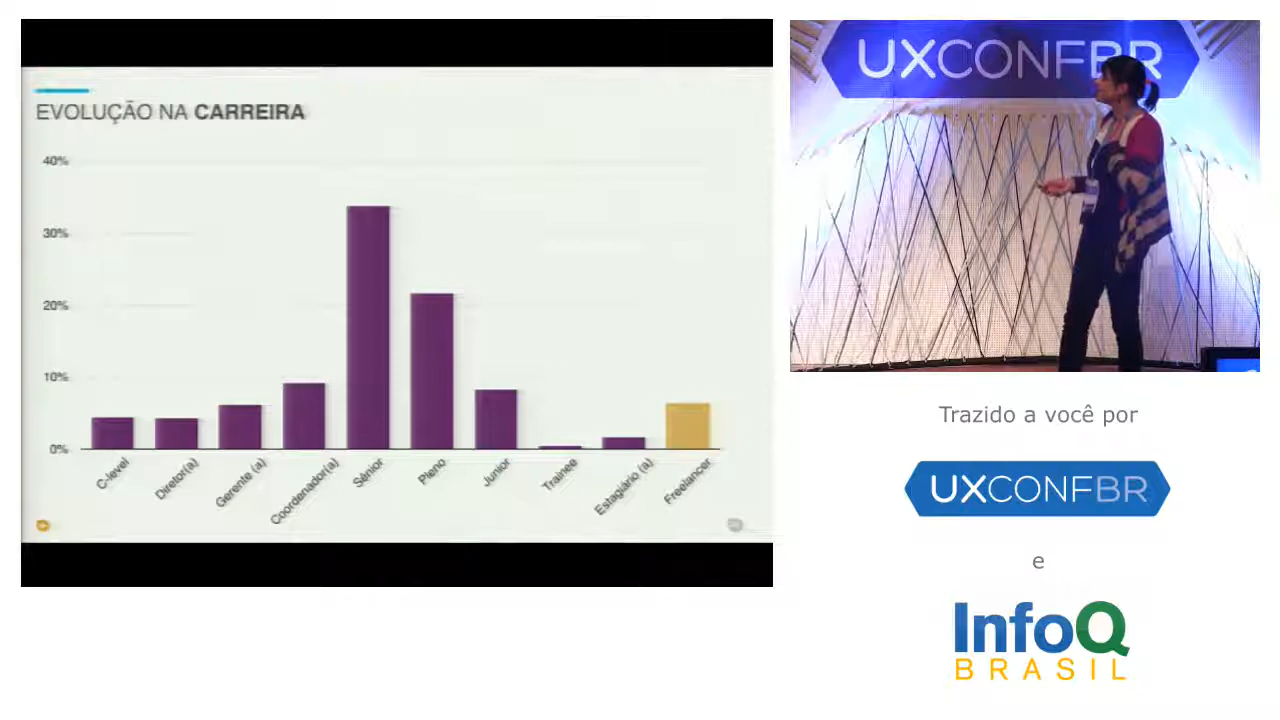 EVOLUÇÃO NA CARREIRA
40%
30%
20%
10%
0%
C-level
Diretor(a)
Gerente (a)
Coordenador(a)
Sênior
Pleno
Junior
Trainee
Estagiário (a)
Freelancer
UXCONFBR
Trazido a você por
UXCONFBR
e
InfoQ
BRASIL